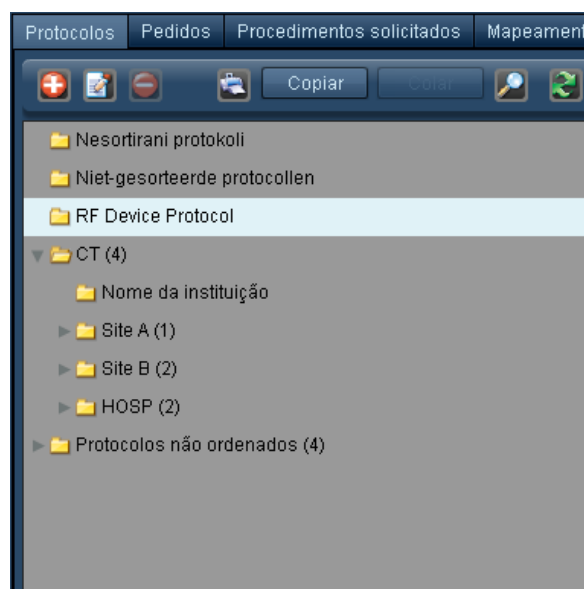 Protocolos Pedidos Procedimentos solicitados Mapeament
Copiar Colar
Nesortirani protokoli
Niet-gesorteerde protocollen
RF Device Protocol
CT (4)
Nome da instituição
Site A (1)
Site B (2)
HOSP (2)
Protocolos não ordenados (4)